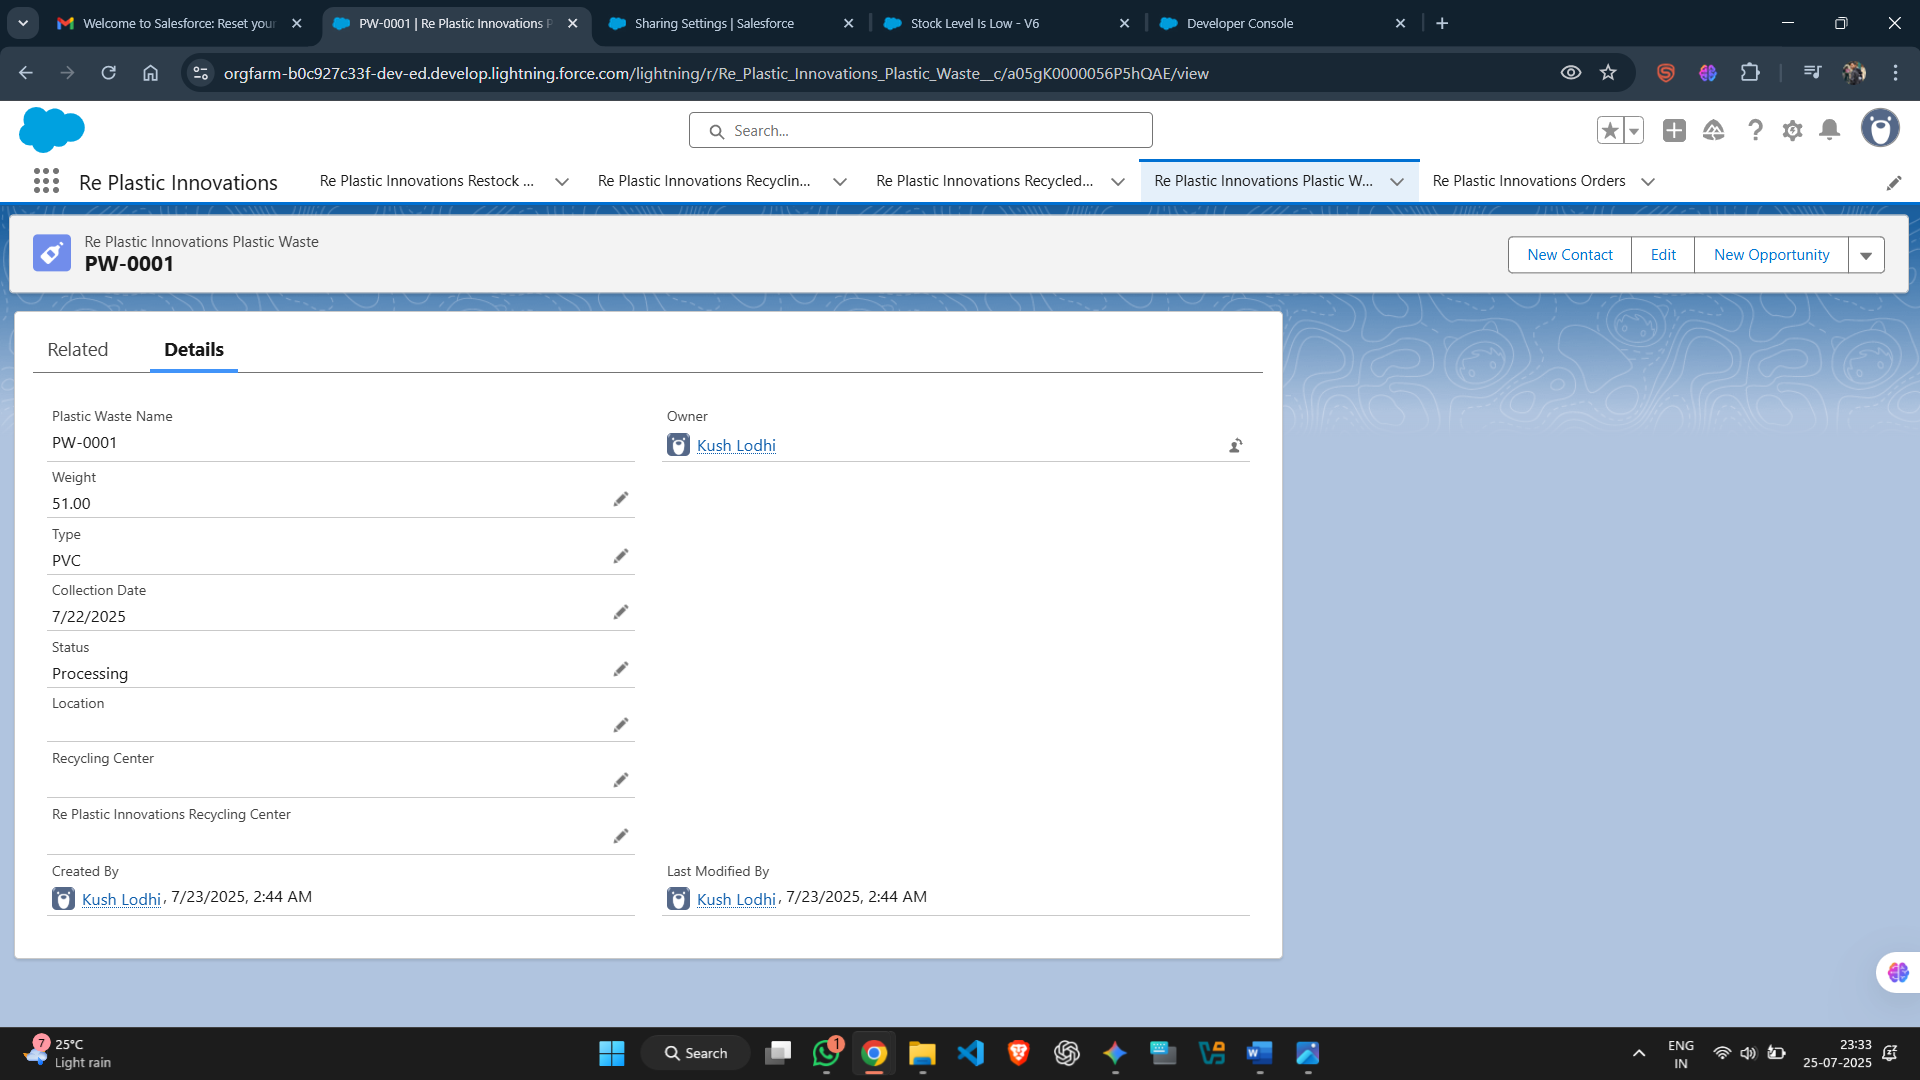 Welcome to Salesforce: Reset your
PW-0001 | Re Plastic Innovations P
Sharing Settings | Salesforce
Stock Level Is Low - V6
Developer Console
orgfarm-b0c927c33f-dev-ed.develop.lightning.force.com/lightning/r/Re_Plastic_Innovations_Plastic_Waste__c/a05gK0000056P5hQAE/view
Search...
Re Plastic Innovations
Re Plastic Innovations Restock ...
Re Plastic Innovations Recyclin...
Re Plastic Innovations Recycled...
Re Plastic Innovations Plastic W...
Re Plastic Innovations Orders
Re Plastic Innovations Plastic Waste
PW-0001
New Contact
Edit
New Opportunity
Related
Details
Plastic Waste Name
PW-0001
Owner
Kush Lodhi
Weight
51.00
Type
PVC
Collection Date
7/22/2025
Status
Processing
Location
Recycling Center
Re Plastic Innovations Recycling Center
Created By
Kush Lodhi, 7/23/2025, 2:44 AM
Last Modified By
Kush Lodhi, 7/23/2025, 2:44 AM
7
25°C
Light rain
Search
1
ENG
IN
23:33
25-07-2025